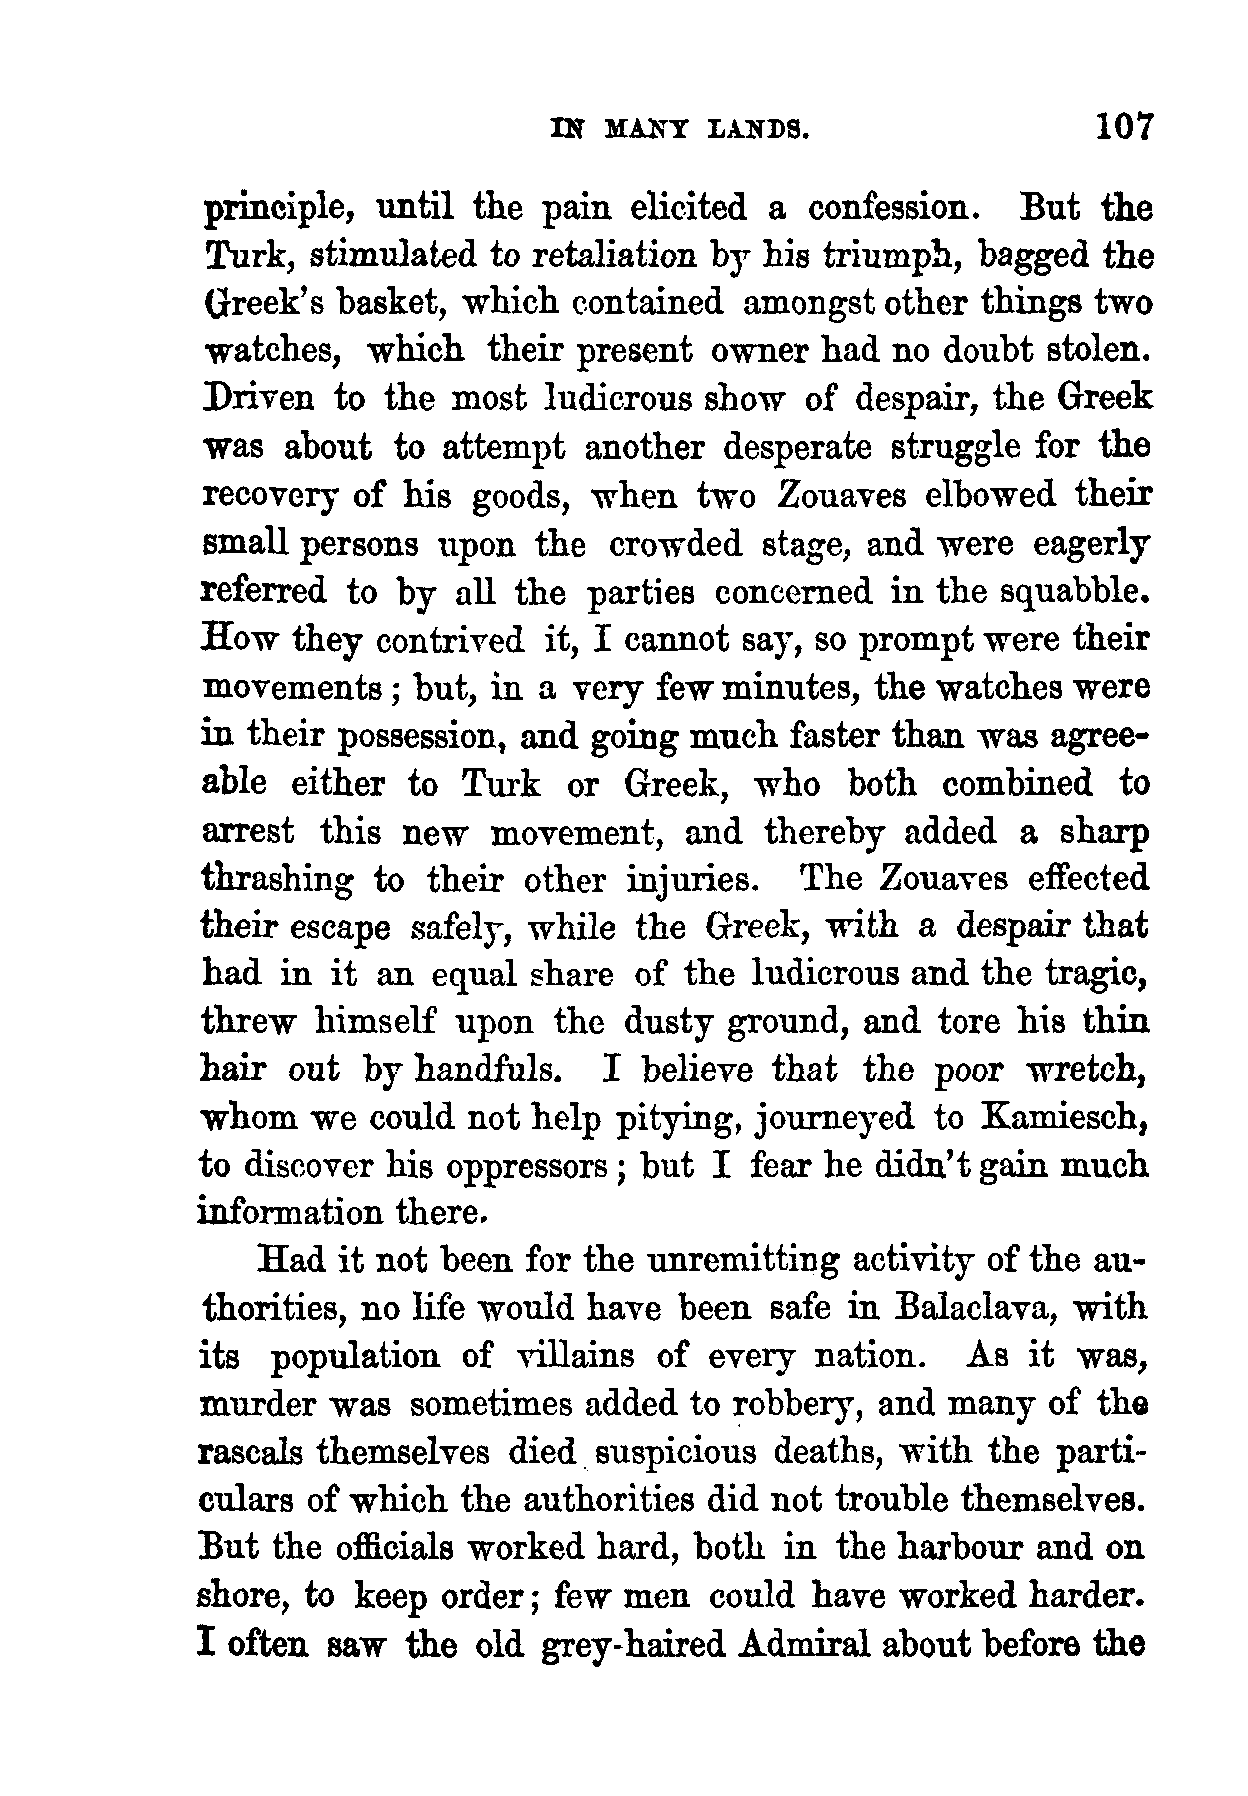 IN MANY LANDS. 107
principle, until the pain elicited a confession. But the
Turk, stimulated to retaliation by his triumph, bagged the
Greek's basket, which contained amongst other things two
watches, which their present owner had no doubt stolen.
Driven to the most ludicrous show of despair, the Greek
was about to attempt another desperate struggle for the
recovery of his goods, when two Zouaves elbowed their
small persons upon the crowded stage, and were eagerly
referred to by all the parties concerned in the squabble.
How they contrived it, I cannot say, so prompt were their
movements ; but, in a very few minutes, the watches were
in their possession, and going much faster than was agree-
able either to Turk or Greek, who both combined to
arrest this new movement, and thereby added a sharp
thrashing to their other injuries. The Zouaves effected
their escape safely, while the Greek, with a despair that
had in it an equal share of the ludicrous and the tragic,
threw himself upon the dusty ground, and tore his thin
hair out by handfuls. I believe that the poor wretch,
whom we could not help pitying, journeyed to Kamiesch,
to discover his oppressors ; but I fear he didn't gain much
information there.
Had it not been for the unremitting activity of the au-
thorities, no life would have been safe in Balaclava, with
its population of villains of every nation. As it was,
murder was sometimes added to robbery, and many of the
rascals themselves died suspicious deaths, with the parti-
culars of which the authorities did not trouble themselves.
But the officials worked hard, both in the harbour and on
shore, to keep order ; few men could have worked harder.
I often saw the old grey-haired Admiral about before the